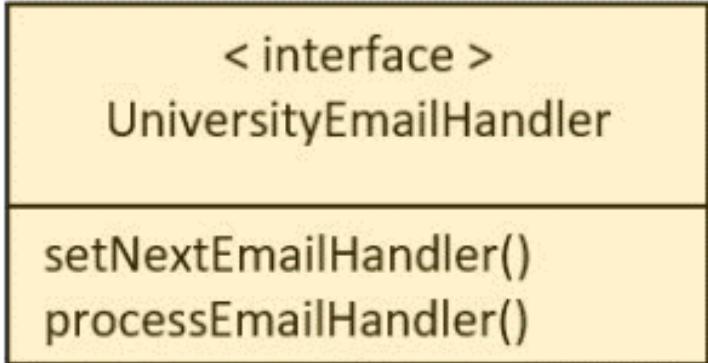 < interface >
UniversityEmailHandler
setNextEmailHandler()
processEmailHandler()